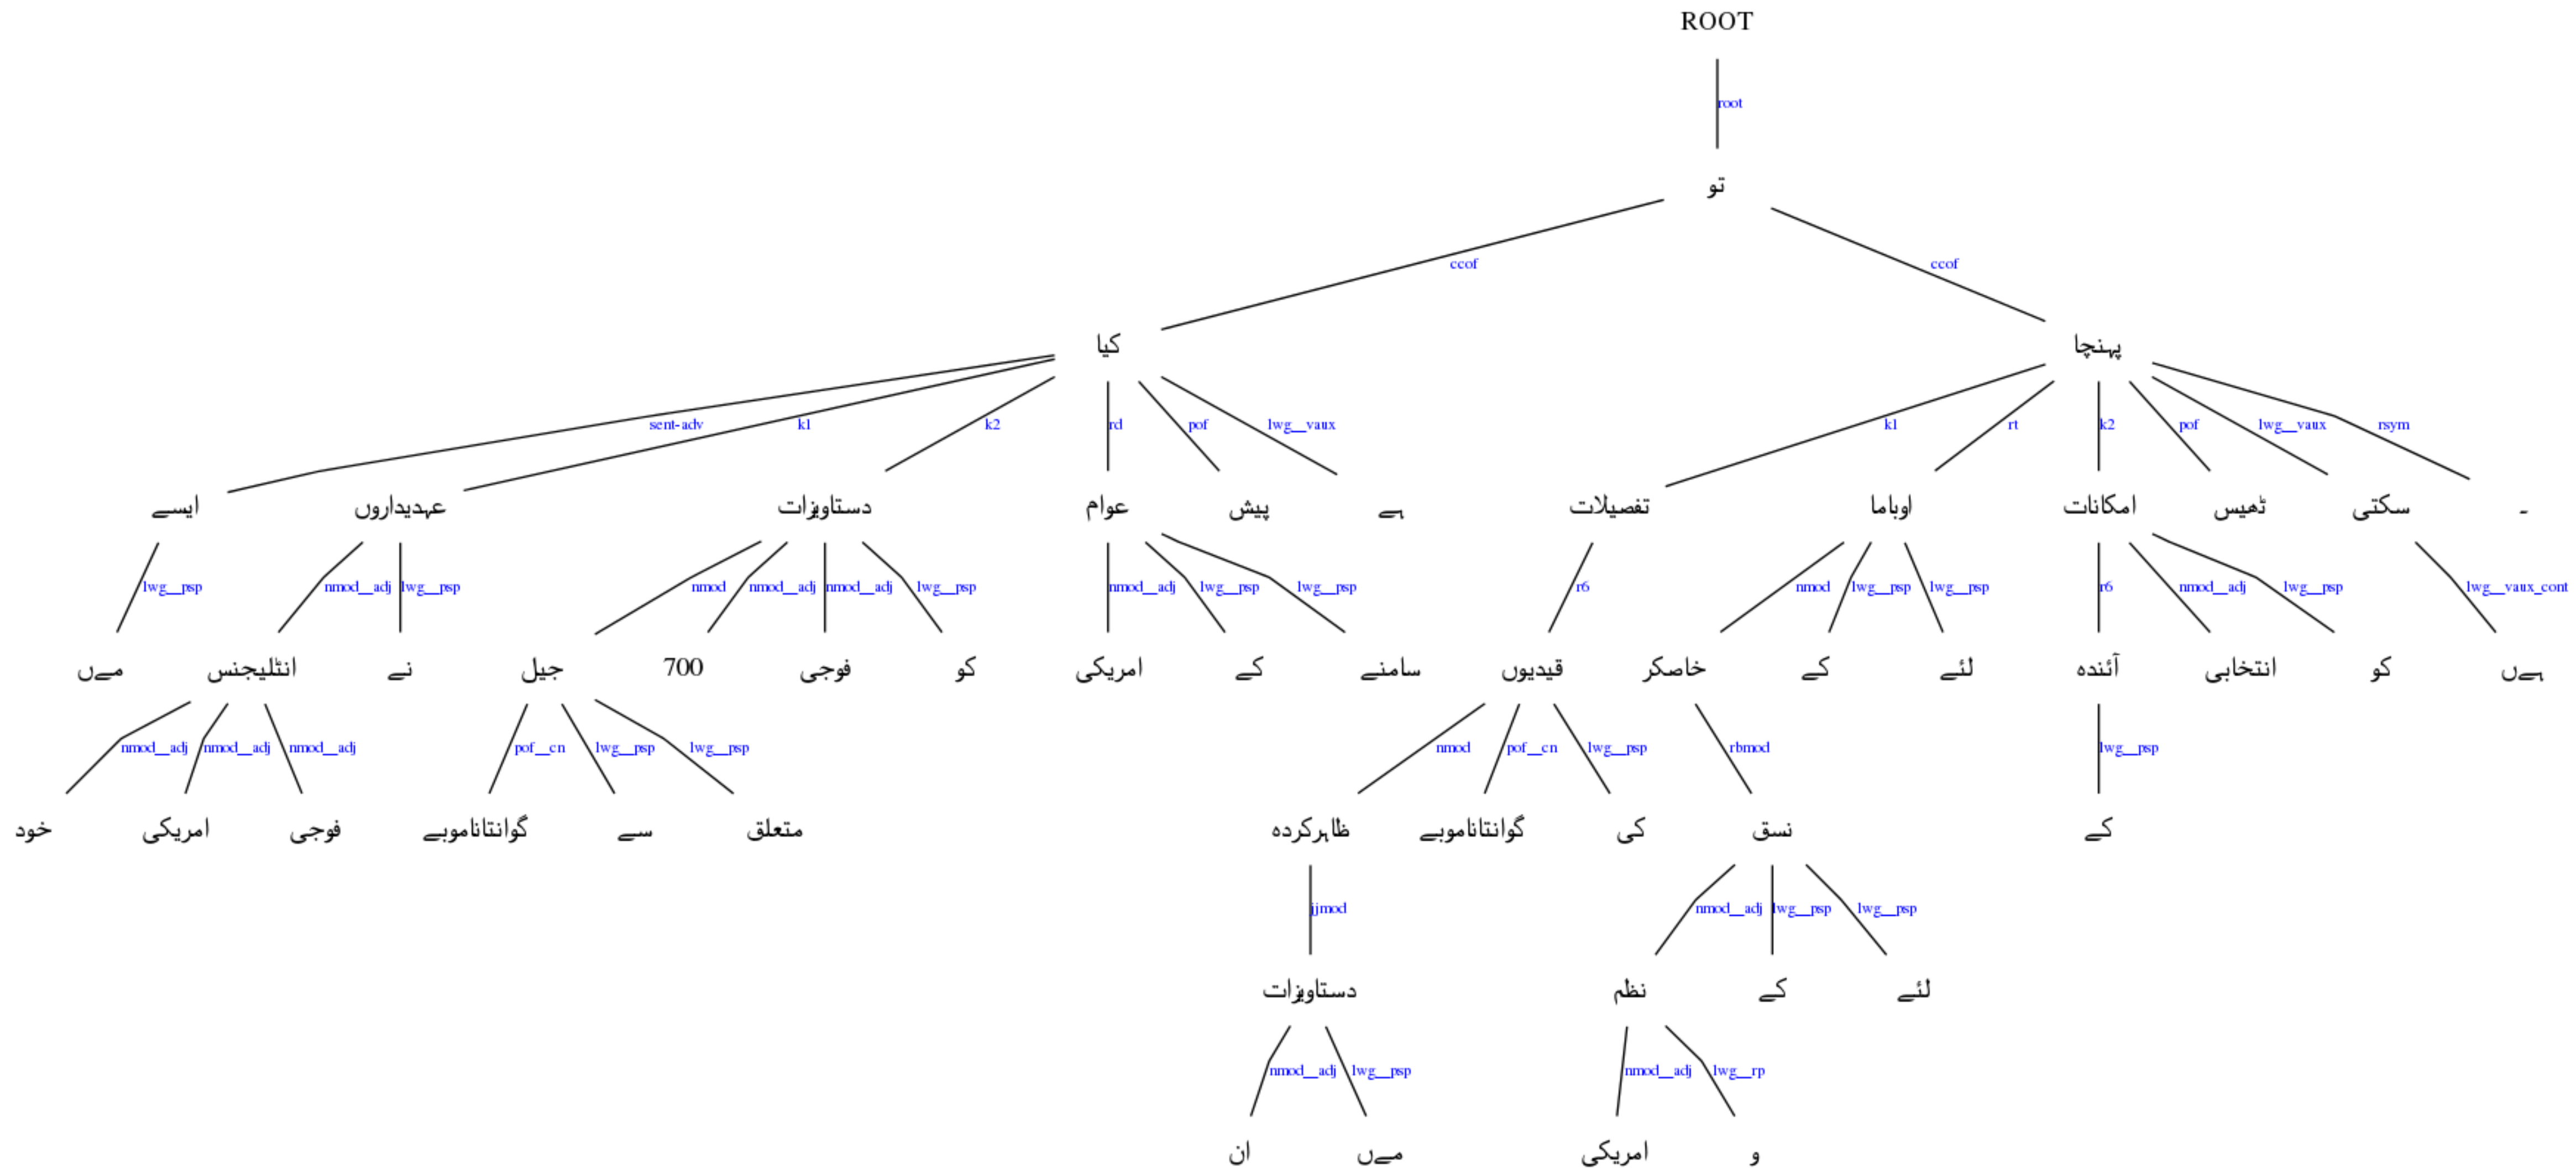 ROOT
root
تو
ccof ccof
کیا پہنچا
sent-adv k1 k2 rd pof lwg__vaux k1 rt k2 pof lwg__vaux rsym
ایسے عہدیداروں دستاویزات عوام پیش ہے تفصیلات اوباما امکانات ٹھیس سکتی ۔
lwg__psp nmod__adj lwg__psp nmod nmod__adj nmod__adj lwg__psp nmod__adj lwg__psp lwg__psp r6 nmod lwg__psp lwg__psp r6 nmod__adj lwg__psp lwg__vaux_cont
مےں انٹلیجنس نے جیل 700 فوجی کو امریکی کے سامنے قیدیوں خاصکر کے لئے آئندہ انتخابی کو ہےں
nmod__adj nmod__adj nmod__adj pof__cn lwg__psp lwg__psp nmod pof__cn lwg__psp rbmod lwg__psp
خود امریکی فوجی گوانتاناموبے سے متعلق ظاہرکردہ گوانتاناموبے کی نسق کے
jjmod nmod__adj lwg__psp lwg__psp
دستاویزات نظم کے لئے
nmod__adj lwg__psp nmod__adj lwg__rp
ان مےں امریکی و